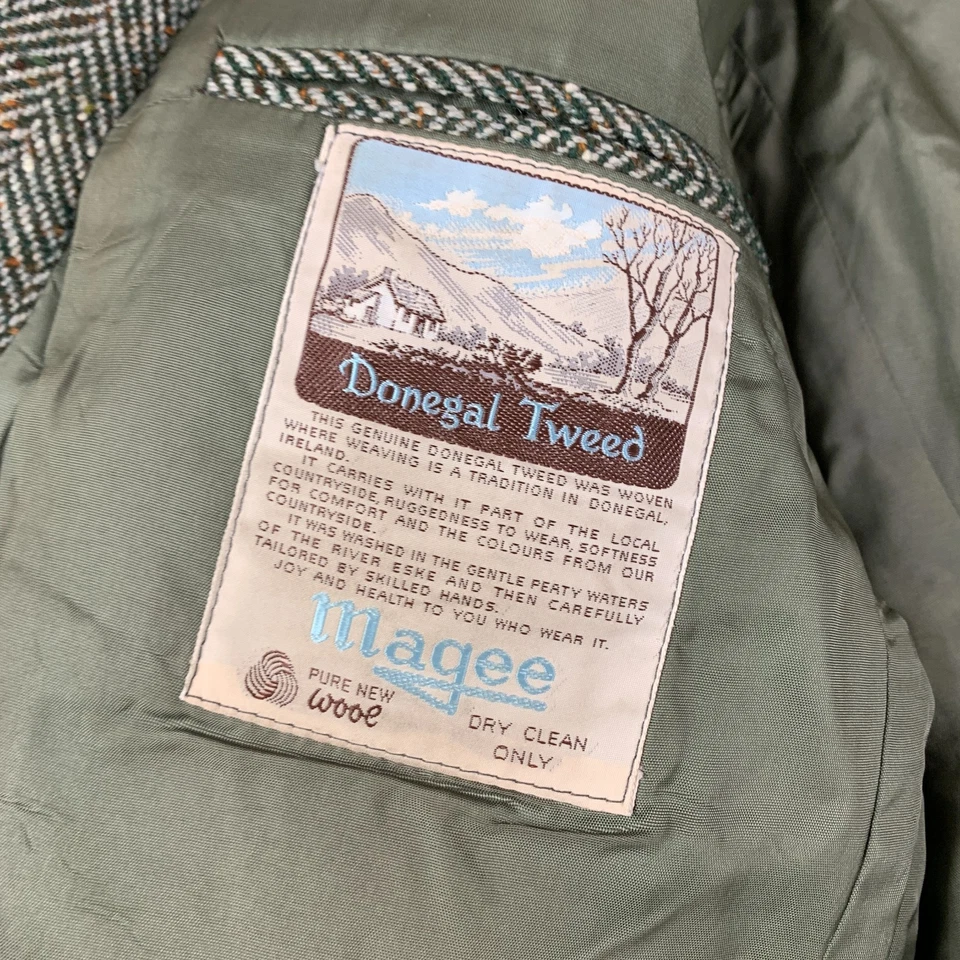 Donegal Tweed
THIS GENUINE DONEGAL TWEED WAS WOVEN
WHERE WEAVING IS A TRADITION IN DONEGAL,
IRELAND.
IT CARRIES WITH IT PART OF THE LOCAL
COUNTRYSIDE, RUGGEDNESS TO WEAR, SOFTNESS
FOR COMFORT AND THE COLOURS FROM OUR
COUNTRYSIDE.
IT WAS WASHED IN THE GENTLE PEATY WATERS
OF THE RIVER ESKE AND THEN CAREFULLY
TAILORED BY SKILLED HANDS.
JOY AND HEALTH TO YOU WHO WEAR IT.
Magee
PURE NEW
wool
DRY CLEAN
ONLY